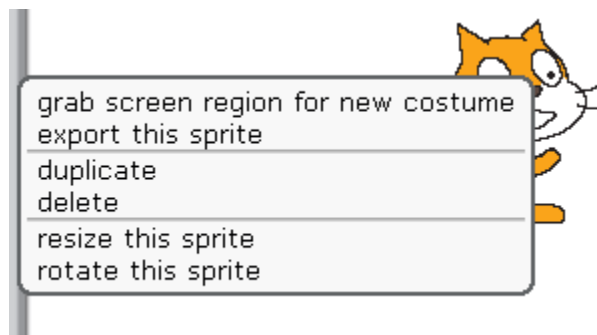 grab screen region for new costume
export this sprite
duplicate
delete
resize this sprite
rotate this sprite